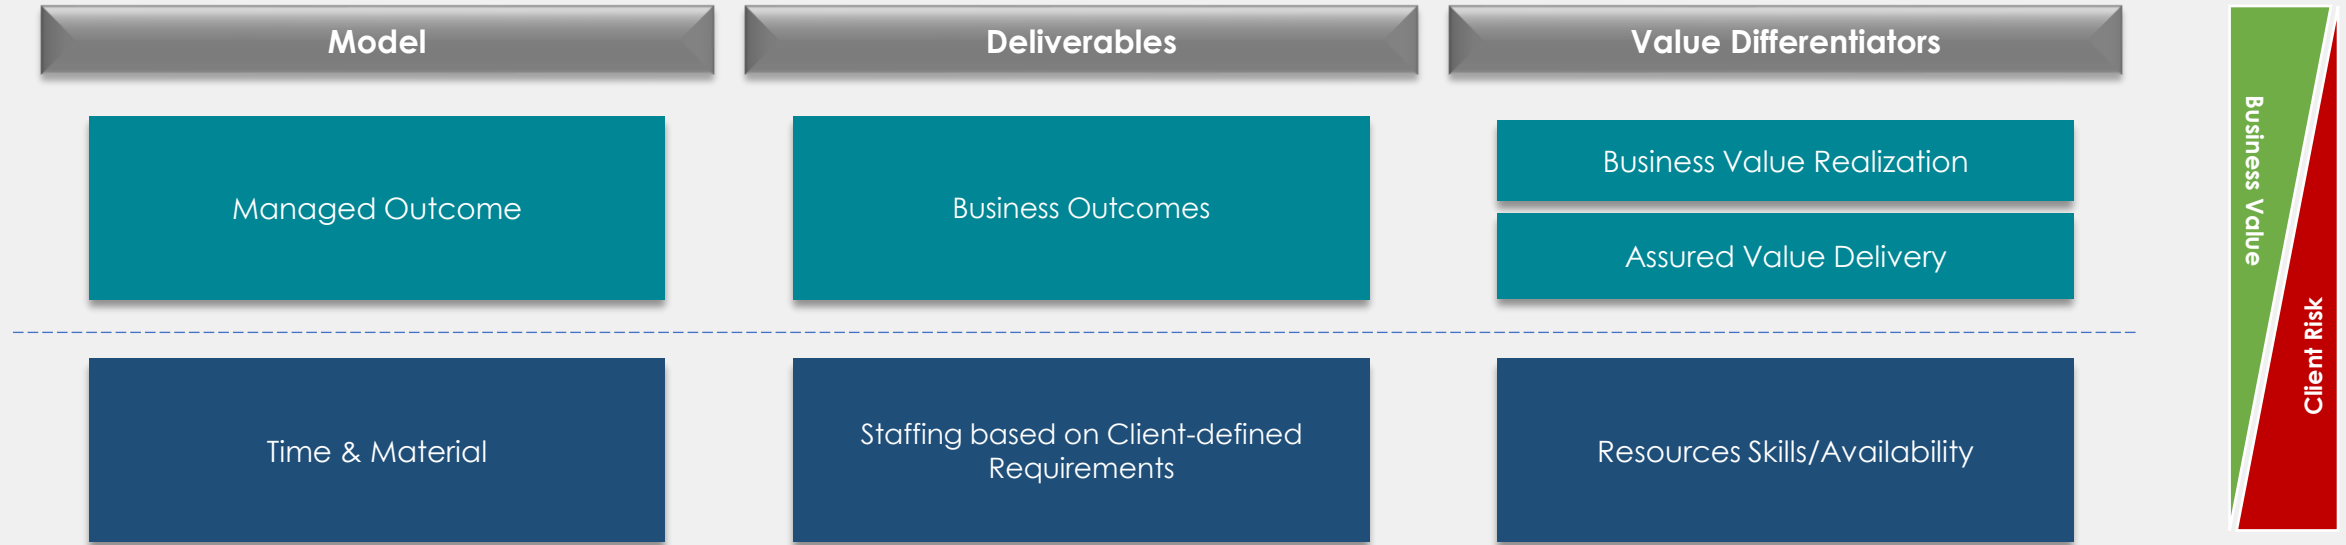 Model
Deliverables
Value Differentiators
Managed Outcome
Business Outcomes
Business Value Realization
Assured Value Delivery
Time & Material
Staffing based on Client-defined
Requirements
Resources Skills/Availability
Business Value
Client Risk